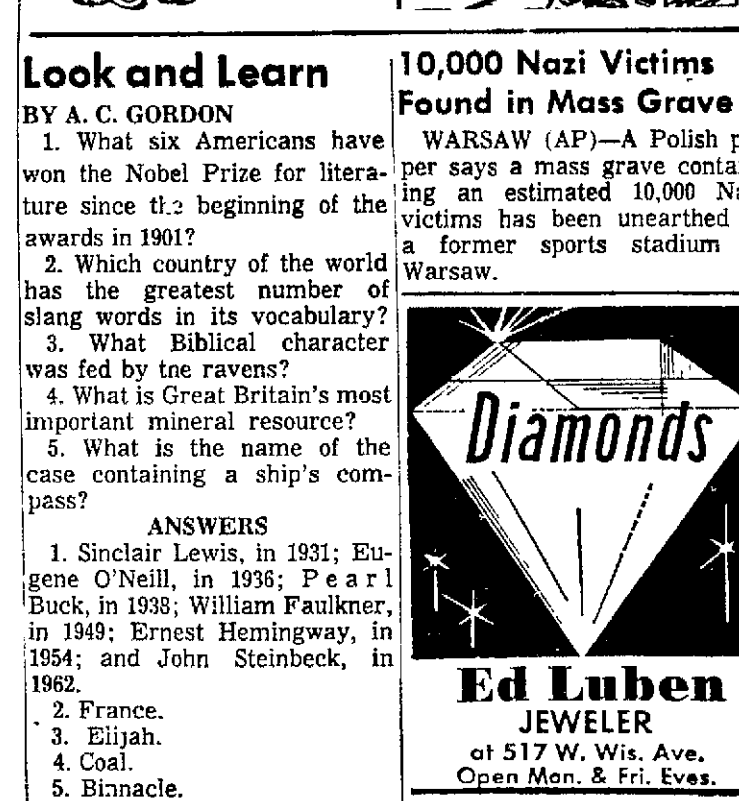 Look and Learn
BY A. C. GORDON
1. What six Americans have
won the Nobel Prize for litera-
ture since the beginning of the
awards in 1901?
2. Which country of the world
has the greatest number of
slang words in its vocabulary?
3. What Biblical character
was fed by the ravens?
4. What is Great Britain's most
important mineral resource?
5. What is the name of the
case containing a ship's com-
pass?
ANSWERS
1. Sinclair Lewis, in 1931; Eu-
gene O'Neill, in 1936; Pearl
Buck, in 1938; William Faulkner,
in 1949; Ernest Hemingway, in
1954; and John Steinbeck, in
1962.
2. France.
3. Elijah.
4. Coal.
5. Binnacle.
10,000 Nazi Victims
Found in Mass Grave
WARSAW (AP)—A Polish
per says a mass grave
ing an estimated 10,000
victims has been unearthed
a former sports stadium
Warsaw.
Diamonds
Ed Luben
JEWELER
at 517 W. Wis. Ave.
Open Mon. & Fri. Eves.